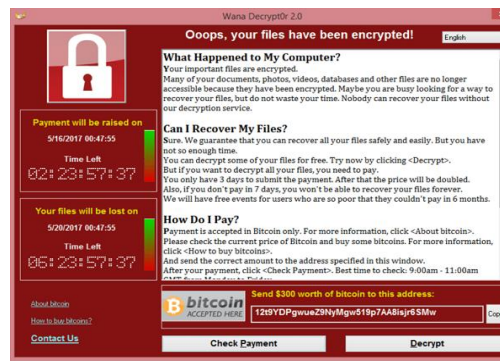 Wana Decrypt0r 2.0
Ooops, your files have been encrypted!
English
What Happened to My Computer?
Your important files are encrypted.
Many of your documents, photos, videos, databases and other files are no longer
accessible because they have been encrypted. Maybe you are busy looking for a way to
recover your files, but do not waste your time. Nobody can recover your files without
our decryption service.
Can I Recover My Files?
Sure. We guarantee that you can recover all your files safely and easily. But you have
not so enough time.
You can decrypt some of your files for free. Try now by clicking <Decrypt>.
But if you want to decrypt all your files, you need to pay.
You only have 3 days to submit the payment. After that the price will be doubled.
Also, if you don't pay in 7 days, you won't be able to recover your files forever.
We will have free events for users who are so poor that they couldn't pay in 6 months.
How Do I Pay?
Payment is accepted in Bitcoin only. For more information, click <About bitcoin>.
Please check the current price of Bitcoin and buy some bitcoins. For more information,
click <How to buy bitcoins>.
And send the correct amount to the address specified in this window.
After your payment, click <Check Payment>. Best time to check: 9:00am - 11:00am
GMT from Monday to Friday
Payment will be raised on
5/16/2017 00:47:55
Time Left
02:23:57:37
Your files will be lost on
5/20/2017 00:47:55
Time Left
06:23:57:37
About bitcoin
How to buy bitcoins?
Contact Us
bitcoin
ACCEPTED HERE
Send $300 worth of bitcoin to this address:
12t9YDPgwueZ9NyMgw519p7AA8isjr6SMw
Cop
Check Payment
Decrypt